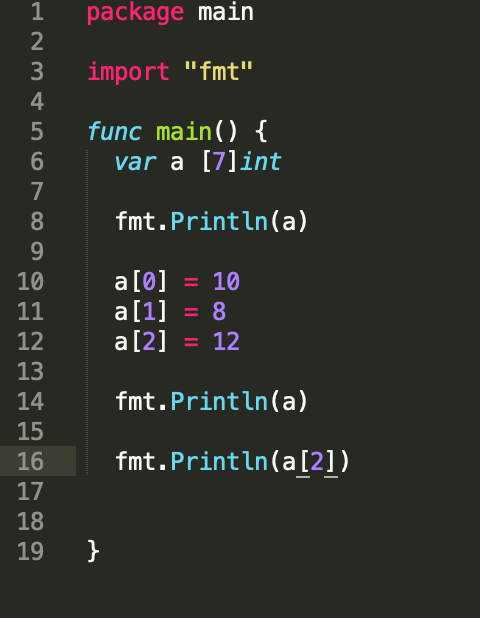 1 package main
2
3 import "fmt"
4
5 func main() {
6   var a [7]int
7
8   fmt.Println(a)
9
10   a[0] = 10
11   a[1] = 8
12   a[2] = 12
13
14   fmt.Println(a)
15
16   fmt.Println(a[2])
17
18
19 }